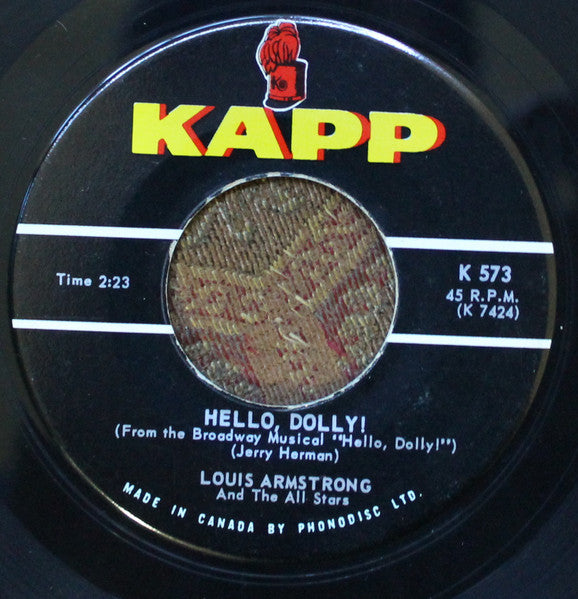 K
KAPP
Time 2:23
K 573
45 R.P.M.
(K 7424)
HELLO, DOLLY!
(From the Broadway Musical "Hello, Dolly!")
(Jerry Herman)
LOUIS ARMSTRONG
And The All Stars
MADE IN CANADA BY PHONODISC LTD.